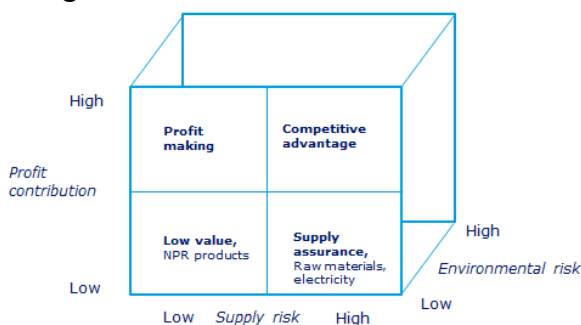 High
Profit
making
Competitive
advantage
Profit
contribution
Low value,
NPR products
Supply
assurance,
Raw materials,
electricity
High
Environmental risk
Low
Low
Low Supply risk High